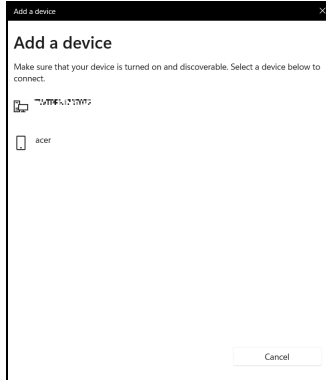 Add a device
Add a device
Make sure that your device is turned on and discoverable. Select a device below to
connect.
acer
Cancel